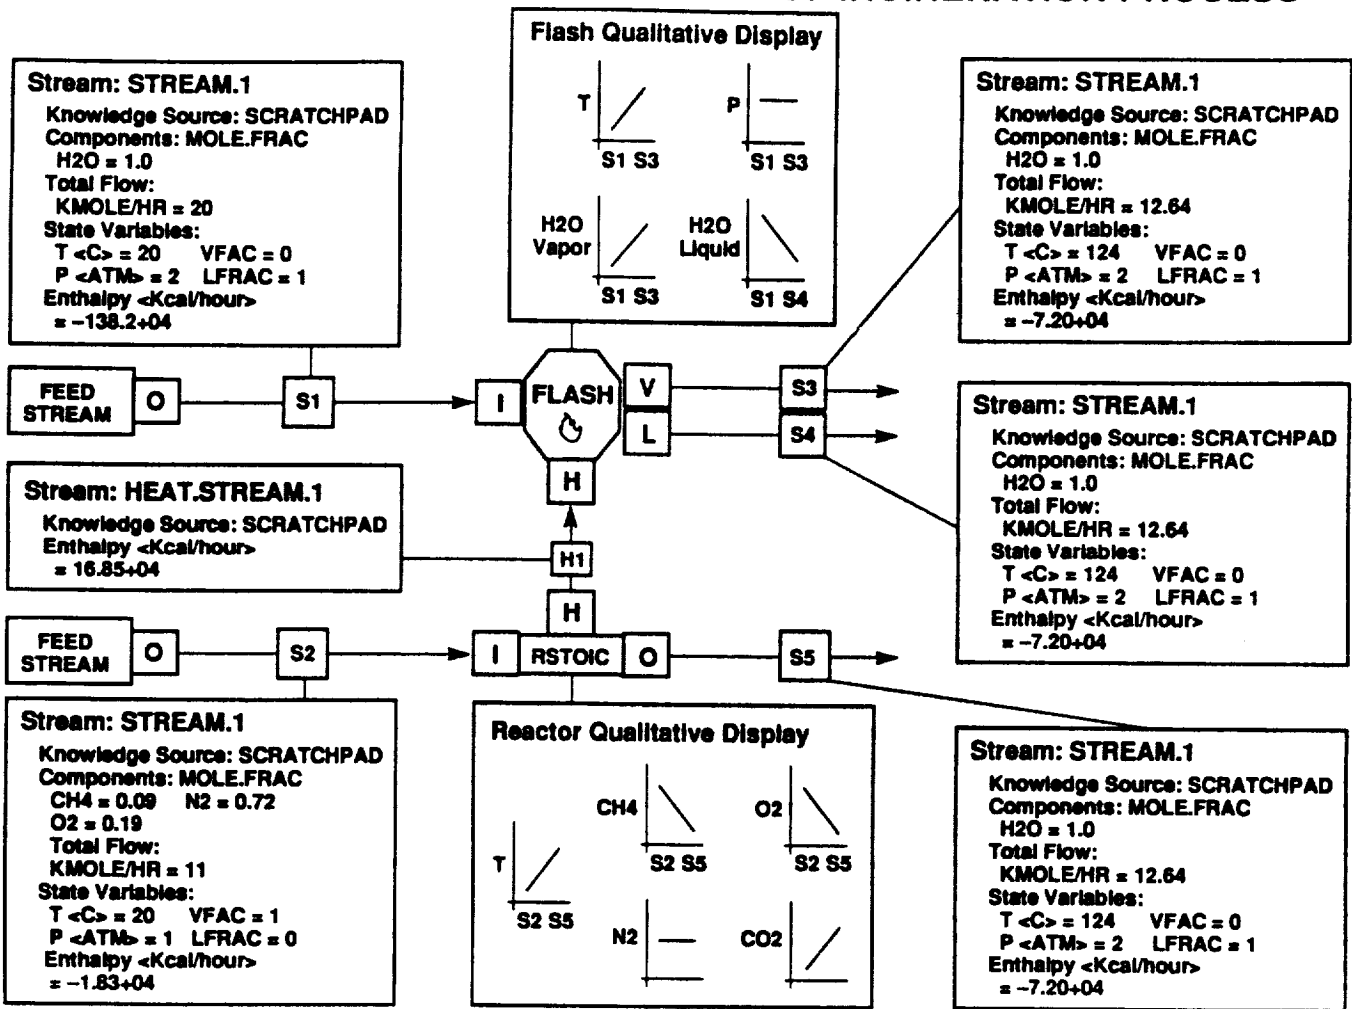 Flash Qualitative Display
T
S1 S3
P
S1 S3
H2O
Vapor
S1 S3
H2O
Liquid
S1 S4
Stream: STREAM.1
Knowledge Source: SCRATCHPAD
Components: MOLE.FRAC
H2O = 1.0
Total Flow:
KMOLE/HR = 20
State Variables:
T <C> = 20 VFAC = 0
P <ATM> = 2 LFRAC = 1
Enthalpy <Kcal/hour>
= -138.2+04
Stream: STREAM.1
Knowledge Source: SCRATCHPAD
Components: MOLE.FRAC
H2O = 1.0
Total Flow:
KMOLE/HR = 12.64
State Variables:
T <C> = 124 VFAC = 0
P <ATM> = 2 LFRAC = 1
Enthalpy <Kcal/hour>
= -7.20+04
FEED
STREAM
O
S1
I
FLASH
V
L
H
S3
S4
Stream: STREAM.1
Knowledge Source: SCRATCHPAD
Components: MOLE.FRAC
H2O = 1.0
Total Flow:
KMOLE/HR = 12.64
State Variables:
T <C> = 124 VFAC = 0
P <ATM> = 2 LFRAC = 1
Enthalpy <Kcal/hour>
= -7.20+04
Stream: HEAT.STREAM.1
Knowledge Source: SCRATCHPAD
Enthalpy <Kcal/hour>
= 16.85+04
H1
H
FEED
STREAM
O
S2
I
RSTOIC
O
S5
Stream: STREAM.1
Knowledge Source: SCRATCHPAD
Components: MOLE.FRAC
CH4 = 0.09 N2 = 0.72
O2 = 0.19
Total Flow:
KMOLE/HR = 11
State Variables:
T <C> = 20 VFAC = 1
P <ATM> = 1 LFRAC = 0
Enthalpy <Kcal/hour>
= -1.83+04
Reactor Qualitative Display
T
S2 S5
CH4
S2 S5
O2
S2 S5
N2
CO2
Stream: STREAM.1
Knowledge Source: SCRATCHPAD
Components: MOLE.FRAC
H2O = 1.0
Total Flow:
KMOLE/HR = 12.64
State Variables:
T <C> = 124 VFAC = 0
P <ATM> = 2 LFRAC = 1
Enthalpy <Kcal/hour>
= -7.20+04